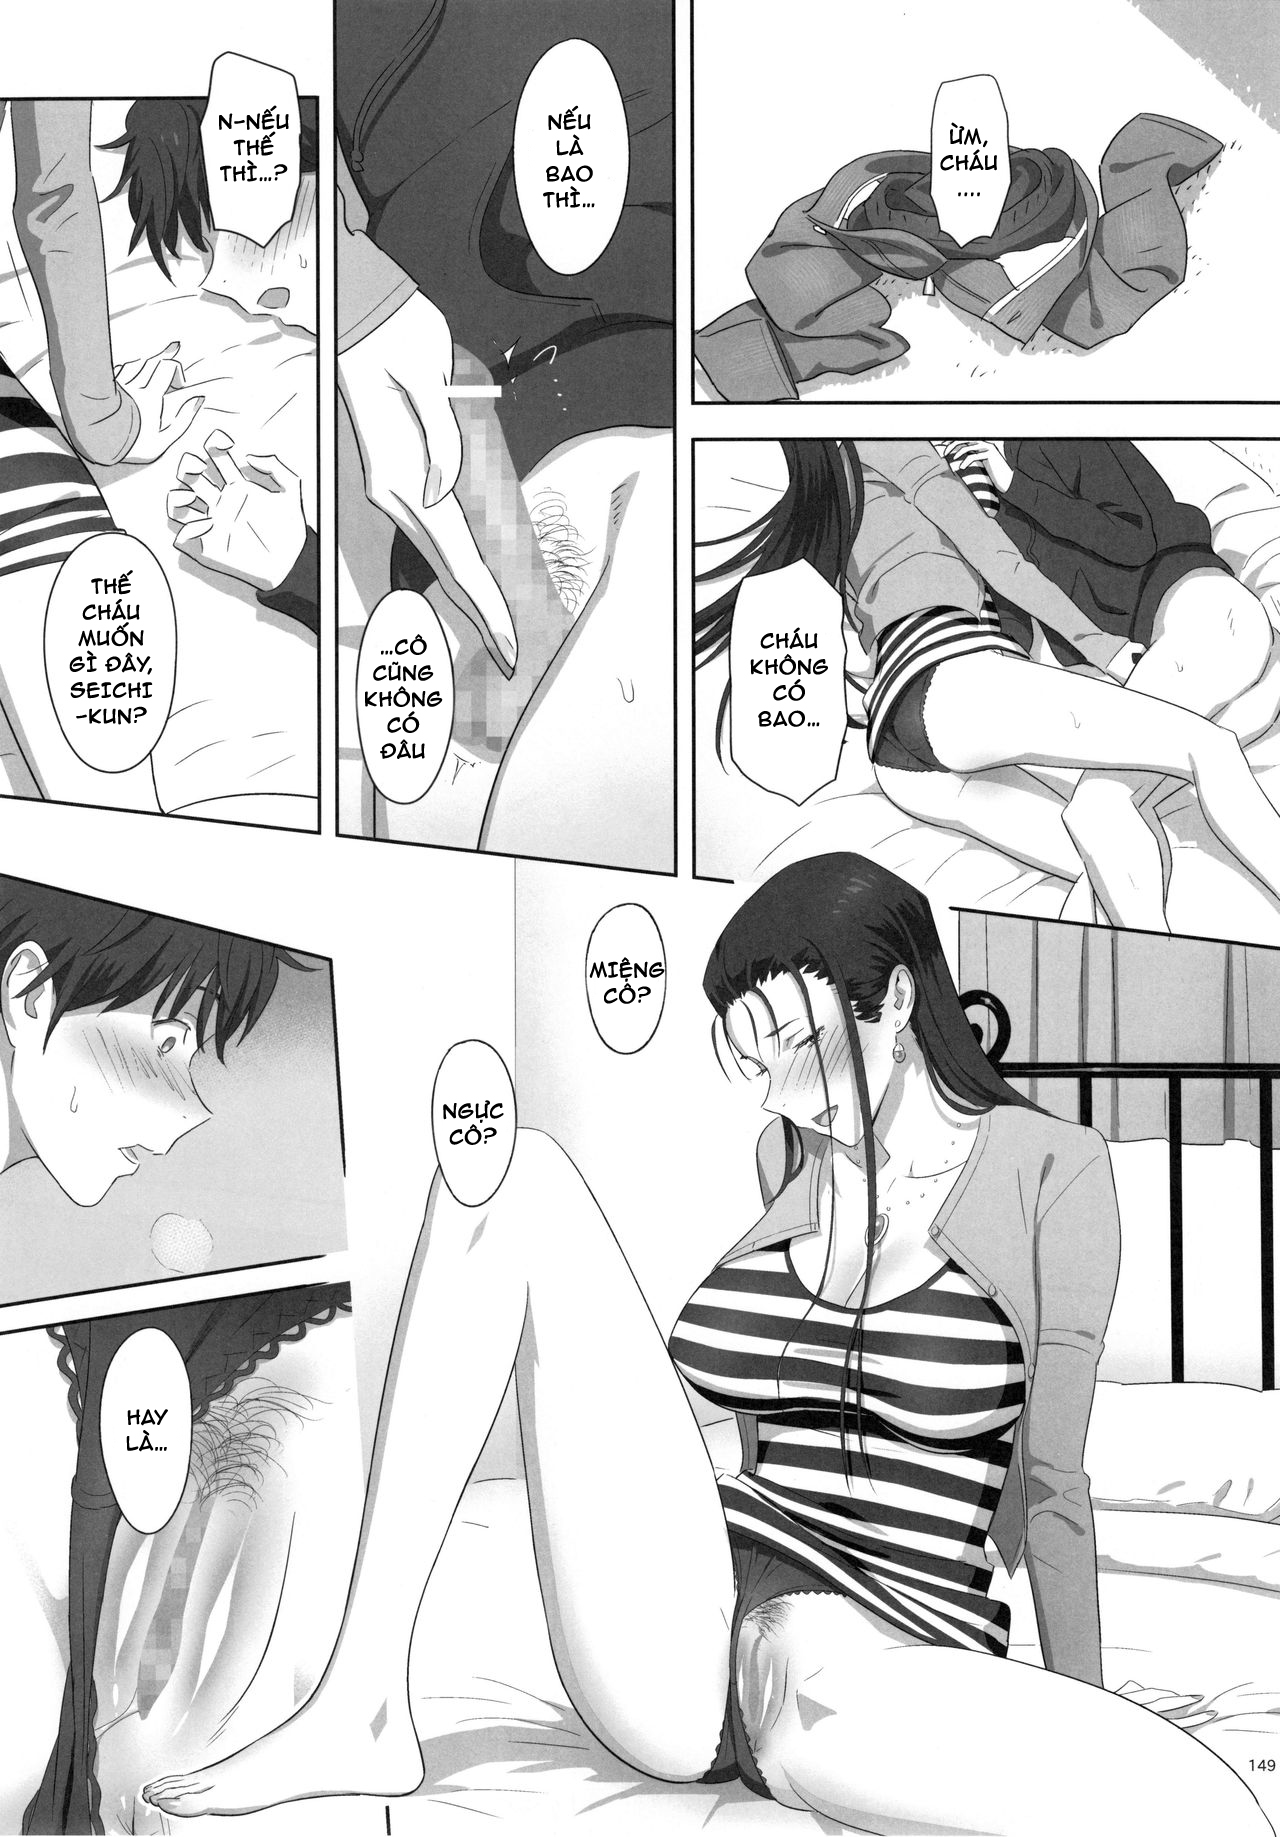 ỪM,
CHÁU
....
CHÁU
KHÔNG
CÓ
BAO...
NẾU
LÀ
BAO
THÌ...
...CÔ
CŨNG
KHÔNG
CÓ
ĐÂU
N-NẾU
THẾ
THÌ...?
THẾ
CHÁU
MUỐN
GÌ ĐÂY,
SEICHI
-KUN?
MIỆNG
CÔ?
NGỰC
CÔ?
HAY
LÀ...
149